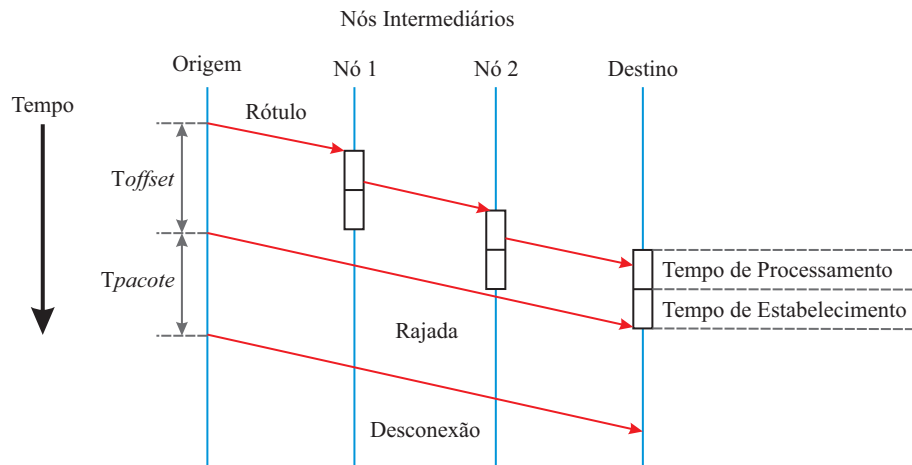 Nós Intermediários
Origem
Nó 1
Nó 2
Destino
Tempo
Rótulo
Toffset
Tpacote
Tempo de Processamento
Tempo de Estabelecimento
Rajada
Desconexão